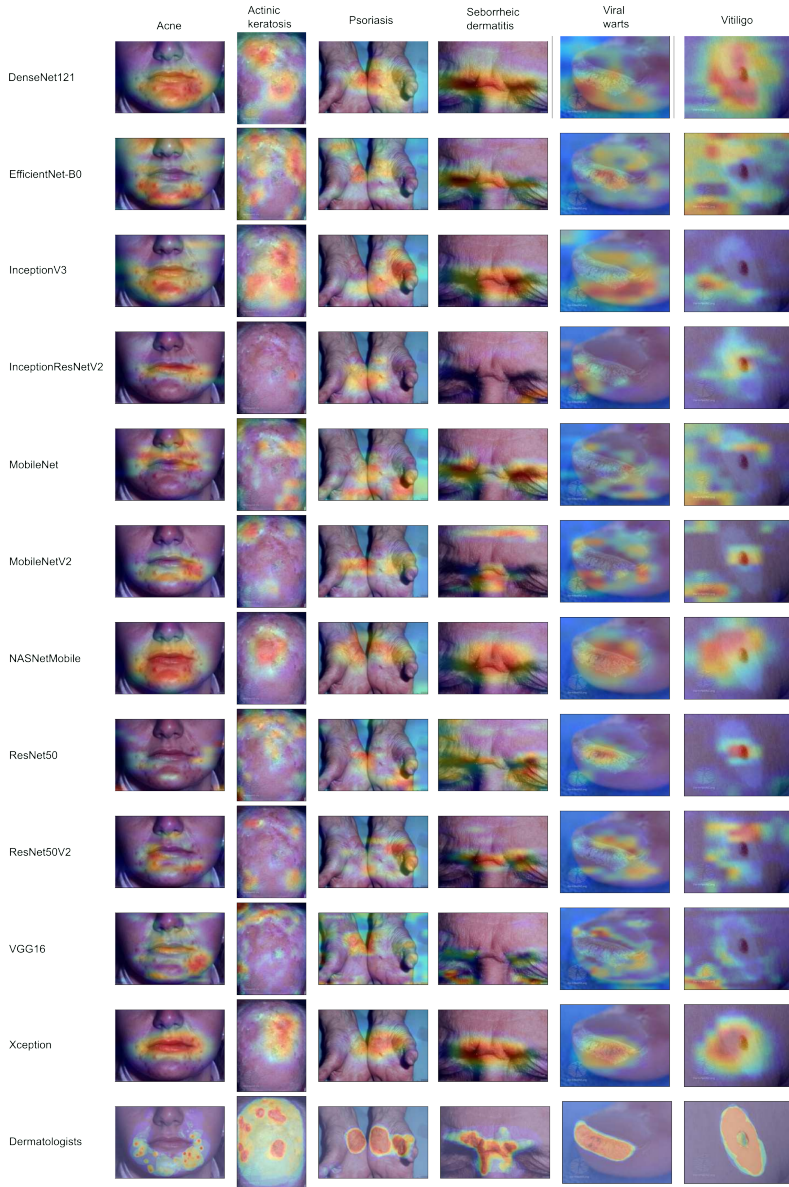 Acne
Actinic
keratosis
Psoriasis
Seborrheic
dermatitis
Viral
warts
Vitiligo
DenseNet121
EfficientNet-B0
InceptionV3
InceptionResNetV2
MobileNet
MobileNetV2
NASNetMobile
ResNet50
ResNet50V2
VGG16
Xception
Dermatologists